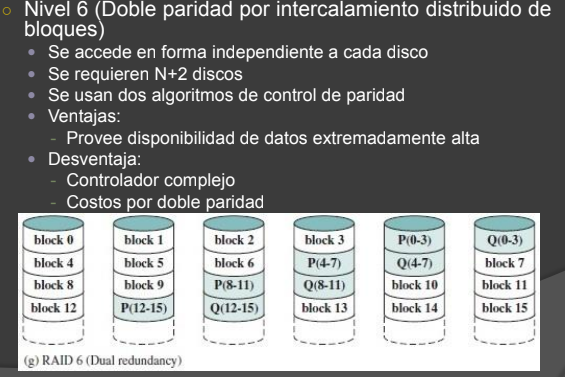 Nivel 6 (Doble paridad por intercalamiento distribuido de
bloques)
Se accede en forma independiente a cada disco
Se requieren N+2 discos
Se usan dos algoritmos de control de paridad
Ventajas:
- Provee disponibilidad de datos extremadamente alta
Desventaja:
- Controlador complejo
- Costos por doble paridad
block 0 block 1 block 2 block 3 P(0-3) Q(0-3)
block 4 block 5 block 6 P(4-7) Q(4-7) block 7
block 8 block 9 P(8-11) Q(8-11) block 10 block 11
block 12 P(12-15) Q(12-15) block 13 block 14 block 15
(g) RAID 6 (Dual redundancy)